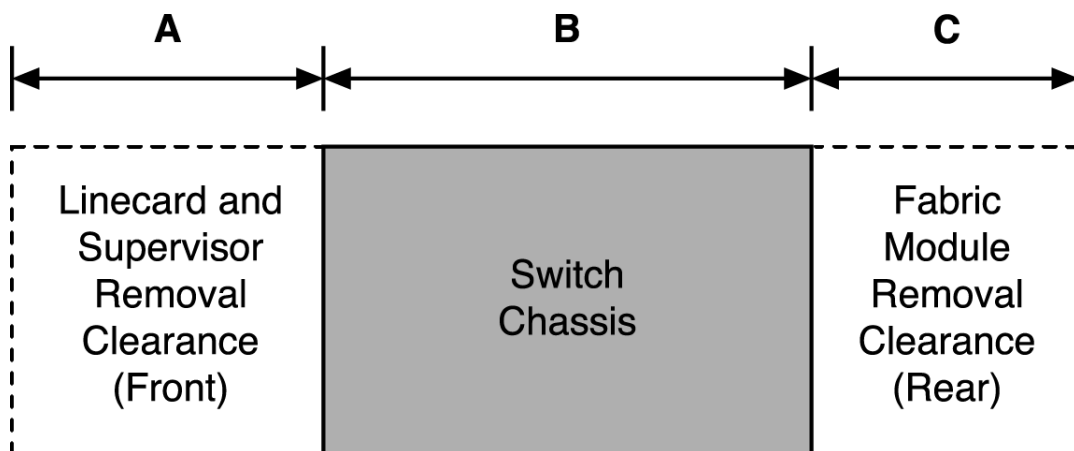 A
B
C
Linecard and
Supervisor
Removal
Clearance
(Front)
Switch
Chassis
Fabric
Module
Removal
Clearance
(Rear)